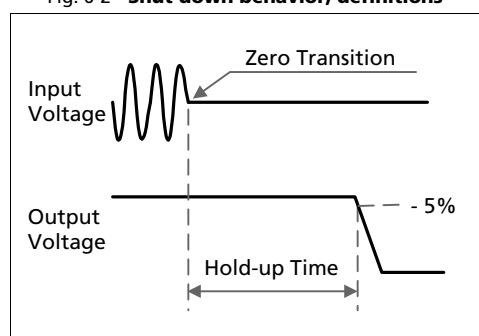 Fig. 6-2 Shut down behavior, definitions
Zero Transition
Input
Voltage
- 5%
Output
Voltage
Hold-up Time